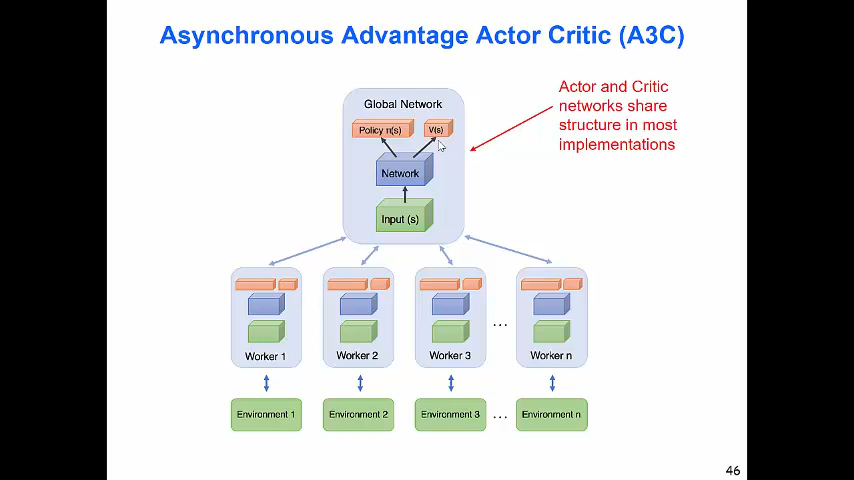 Asynchronous Advantage Actor Critic (A3C)
Actor and Critic
networks share
structure in most
implementations
Global Network
Policy π(s)
V(s)
Network
Input (s)
...
Worker 1
Worker 2
Worker 3
Worker n
Environment 1
Environment 2
Environment 3
...
Environment n
46